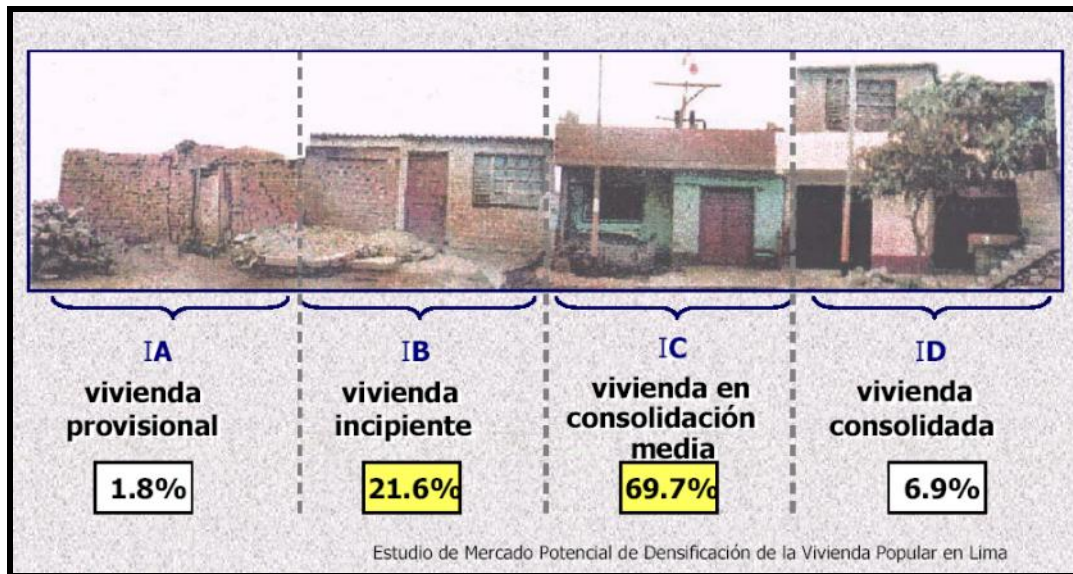 IA
vivienda
provisional
1.8%
IB
vivienda
incipiente
21.6%
IC
vivienda en
consolidación
media
69.7%
ID
vivienda
consolidada
6.9%
Estudio de Mercado Potencial de Densificación de la Vivienda Popular en Lima